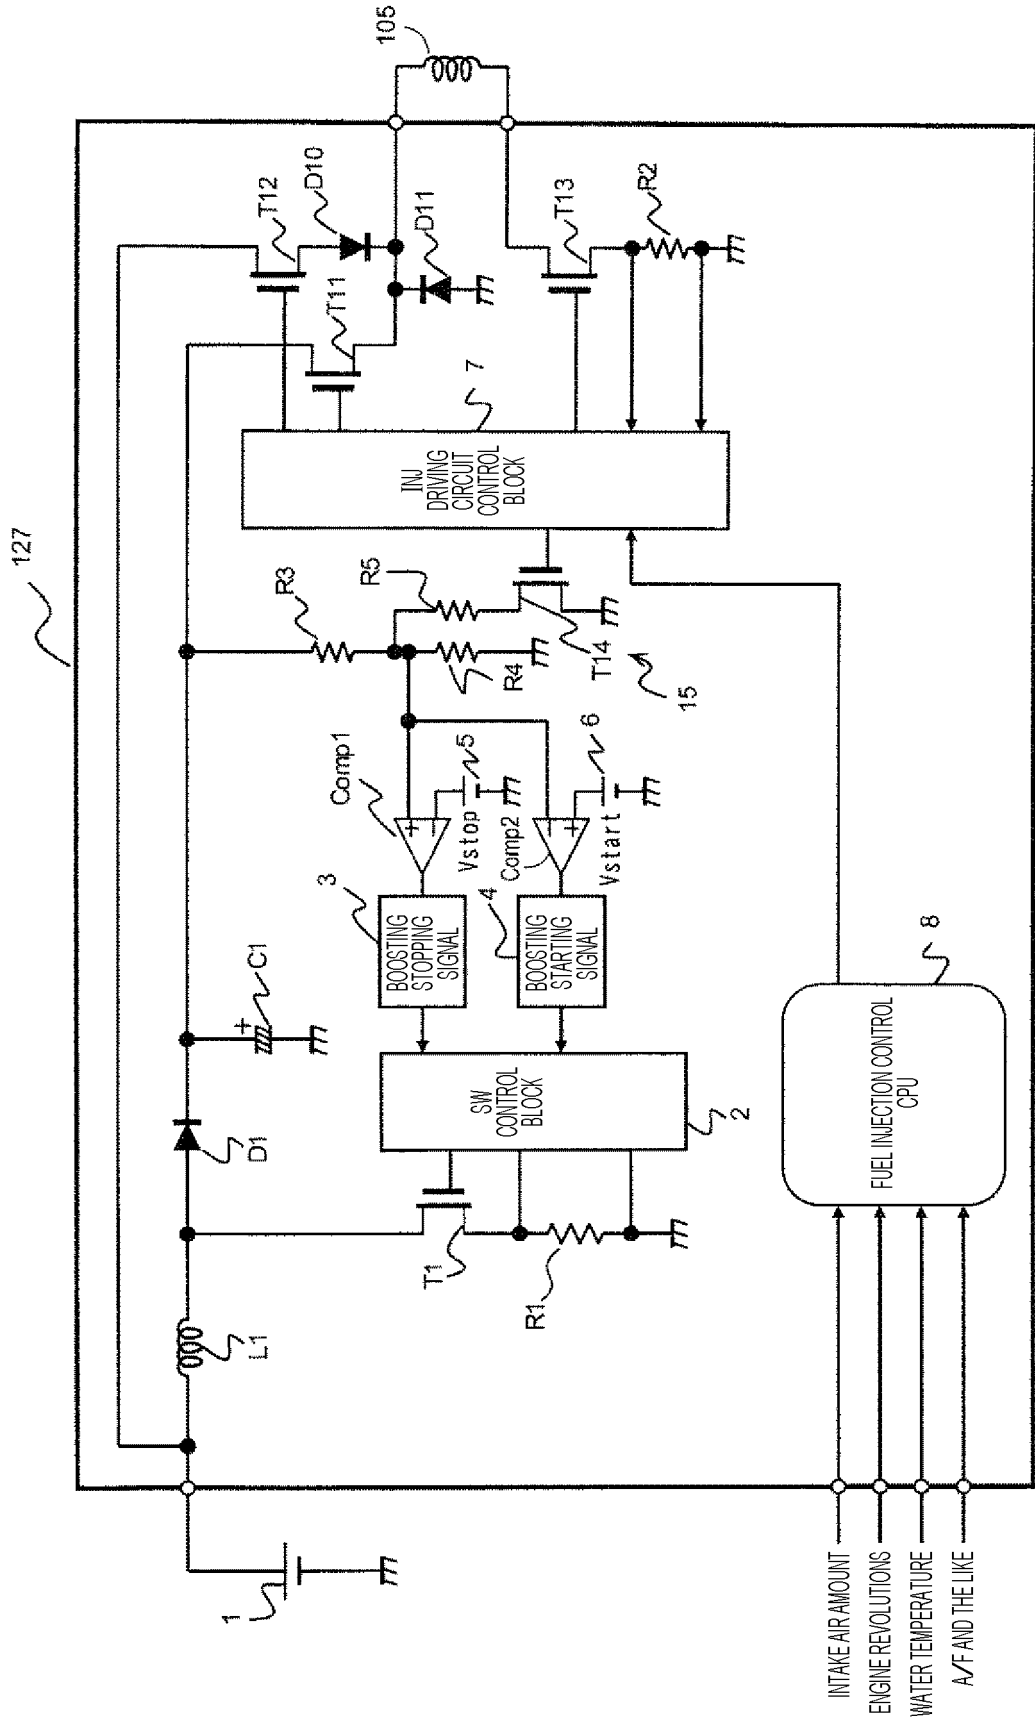 127
1
L1
D1
C1
+
T1
R1
SW
CONTROL
BLOCK
2
BOOSTING
STOPPING
SIGNAL
3
BOOSTING
STARTING
SIGNAL
4
Comp1
+
−
Vstop
5
Comp2
−
+
Vstart
6
R3
R4
R5
T14
15
INJ
DRIVING
CIRCUIT
CONTROL
BLOCK
7
T11
T12
D10
D11
T13
R2
105
FUEL INJECTION CONTROL
CPU
8
INTAKE AIR AMOUNT
ENGINE REVOLUTIONS
WATER TEMPERATURE
A/F AND THE LIKE